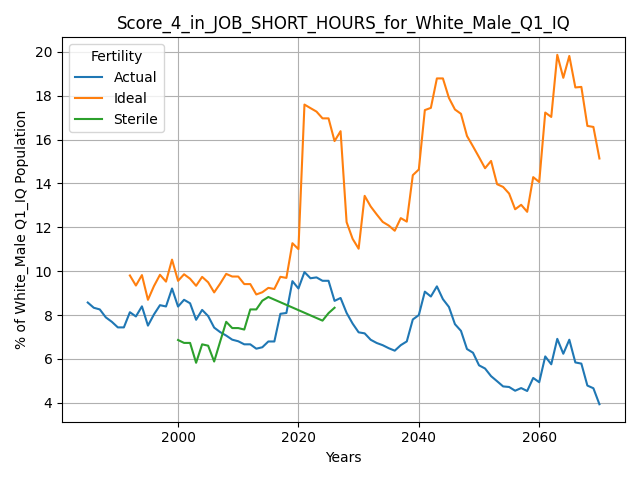 Score_4_in_JOB_SHORT_HOURS_for_White_Male_Q1_IQ
Fertility
Actual
Ideal
Sterile
% of White_Male Q1_IQ Population
20
18
16
14
12
10
8
6
4
2000 2020 2040 2060
Years